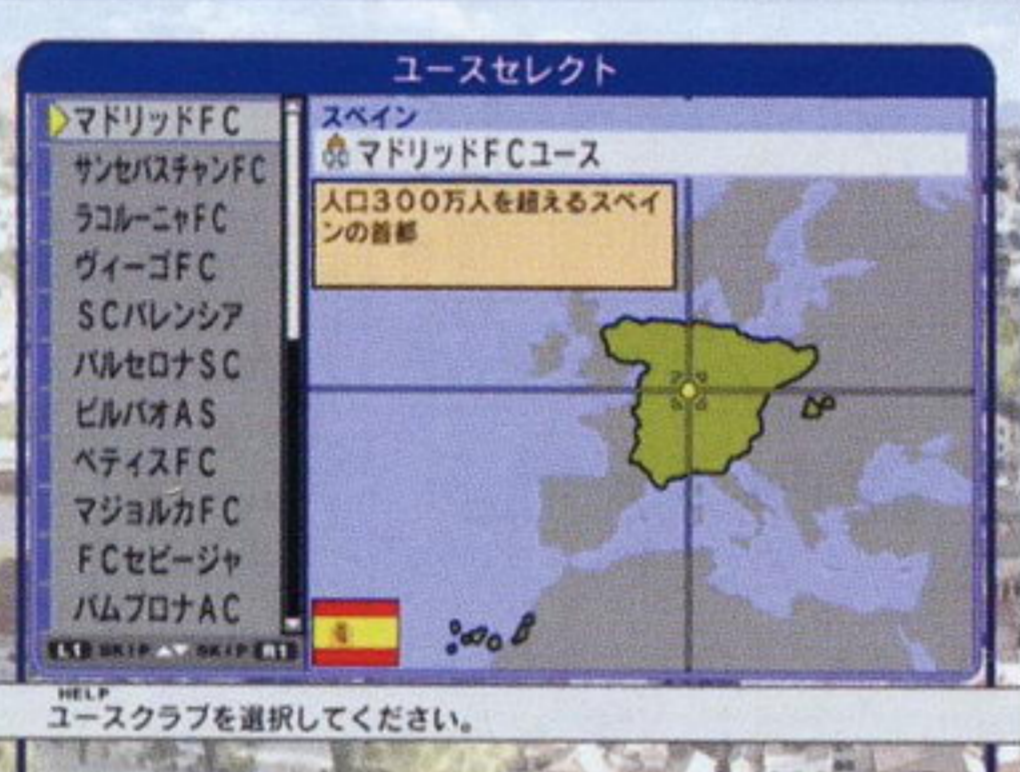 ユースセレクト
マドリッドFC
サンセバスチャンFC
ラコルーニャFC
ヴィーゴFC
SCバレンシア
バルセロナSC
ビルバオAS
ベティスFC
マジョルカFC
FCセビージャ
パムプロナAC
L1 SKIP ▲▼ SKIP R1
スペイン
マドリッドFCユース
人口300万人を超えるスペイ
ンの首都
HELP
ユースクラブを選択してください。